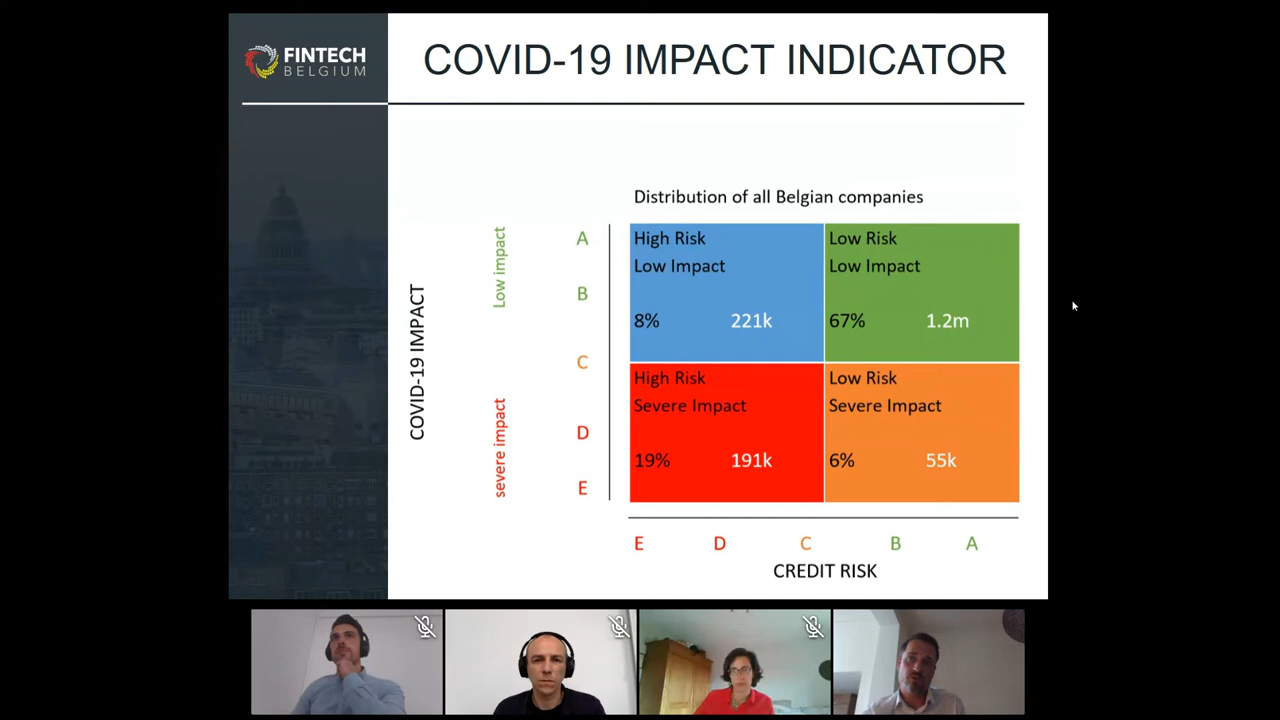 FINTECH
BELGIUM
COVID-19 IMPACT INDICATOR
Distribution of all Belgian companies
COVID-19 IMPACT
Low impact
severe impact
A
B
C
D
E
High Risk
Low Impact
8% 221k
Low Risk
Low Impact
67% 1.2m
High Risk
Severe Impact
19% 191k
Low Risk
Severe Impact
6% 55k
E D C B A
CREDIT RISK